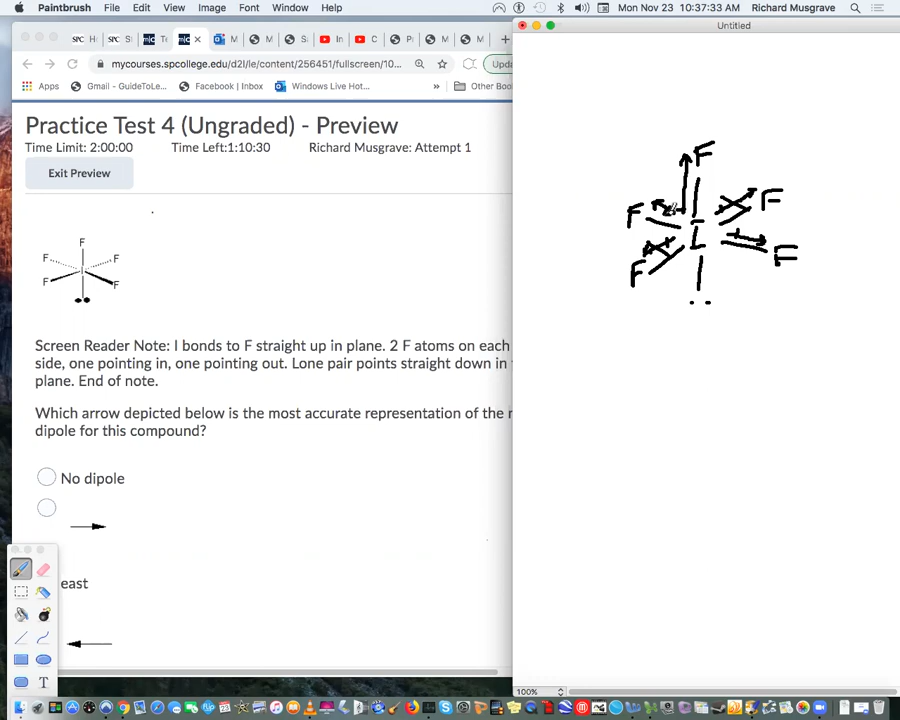 Paintbrush File Edit View Image Font Window Help Mon Nov 23 10:37:33 AM Richard Musgrave
Untitled
SPC SPC
mycourses.spcollege.edu/d2l/le/content/256451/fullscreen/10...
Apps Gmail - GuideToLe... Facebook | Inbox Windows Live Hot... » Other Boo
Practice Test 4 (Ungraded) - Preview
Time Limit: 2:00:00 Time Left:1:10:30 Richard Musgrave: Attempt 1
Exit Preview
F
F F
I
F F
F
F F
I
F F
Screen Reader Note: I bonds to F straight up in plane. 2 F atoms on each
side, one pointing in, one pointing out. Lone pair points straight down in
plane. End of note.
Which arrow depicted below is the most accurate representation of the
dipole for this compound?
No dipole
east
T
100%